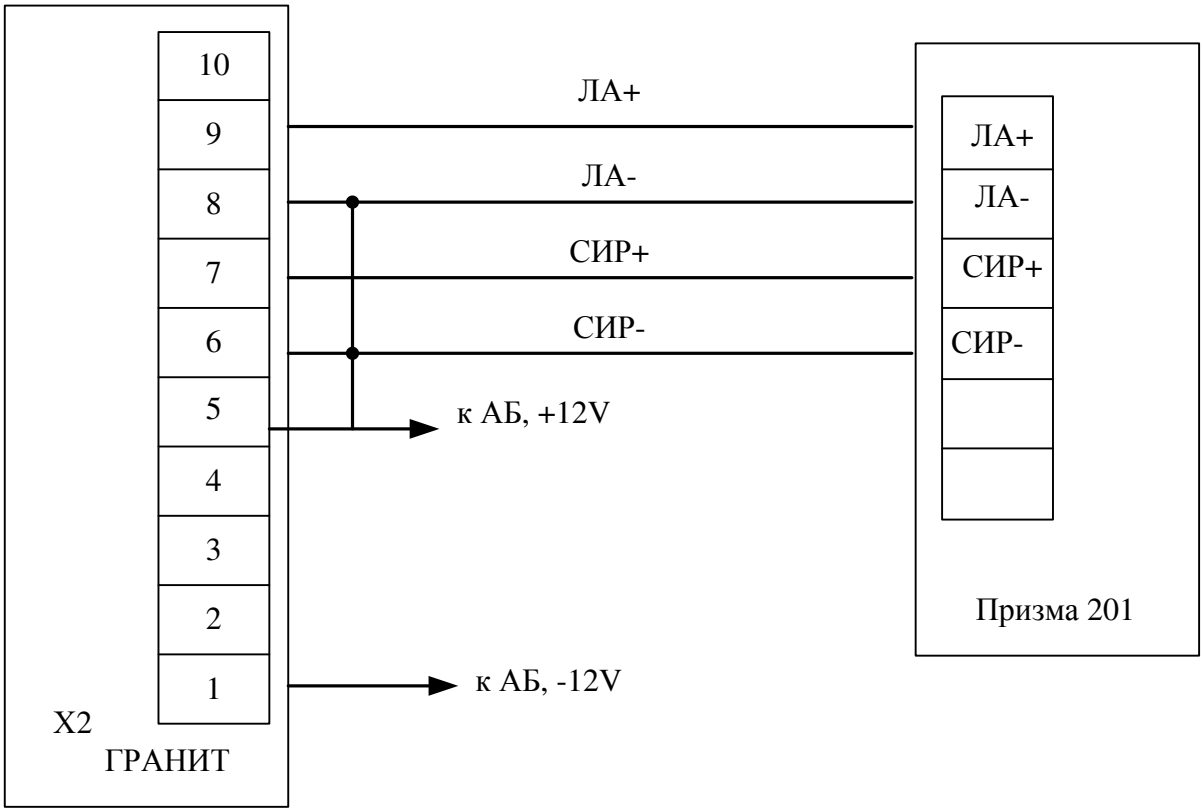 10
9
8
7
6
5
4
3
2
1
X2
ГРАНИТ
ЛА+
ЛА-
СИР+
СИР-
к АБ, +12V
к АБ, -12V
ЛА+
ЛА-
СИР+
СИР-
Призма 201